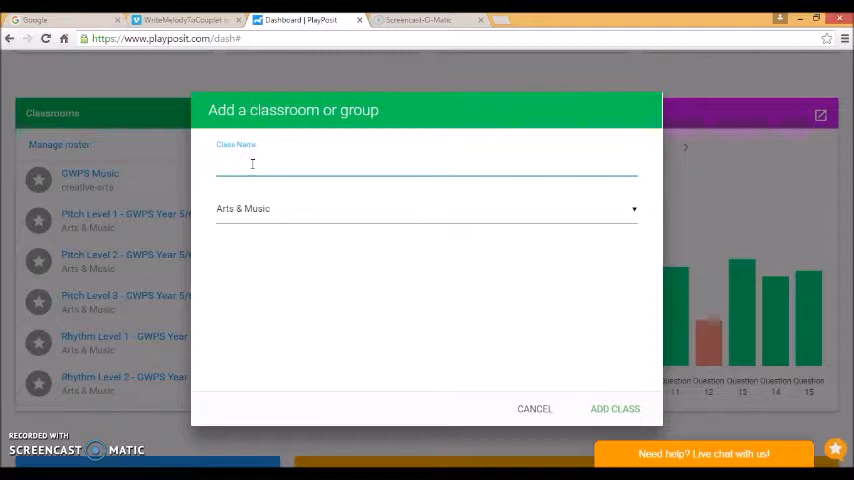 Google
WriteMelodyToCouplet
Dashboard | PlayPosit
Screencast-O-Matic
https://www.playposit.com/dash#
Classrooms
Manage roster
GWPS Music
creative-arts
Pitch Level 1 - GWPS Year 5/6
Arts & Music
Pitch Level 2 - GWPS Year 5/6
Arts & Music
Pitch Level 3 - GWPS Year 5/6
Arts & Music
Rhythm Level 1 - GWPS Year
Arts & Music
Rhythm Level 2 - GWPS Year
Arts & Music
Add a classroom or group
Class Name
Arts & Music
CANCEL
ADD CLASS
Question Question Question Question Question
11 12 13 14 15
RECORDED WITH
SCREENCAST MATIC
Need help? Live chat with us!